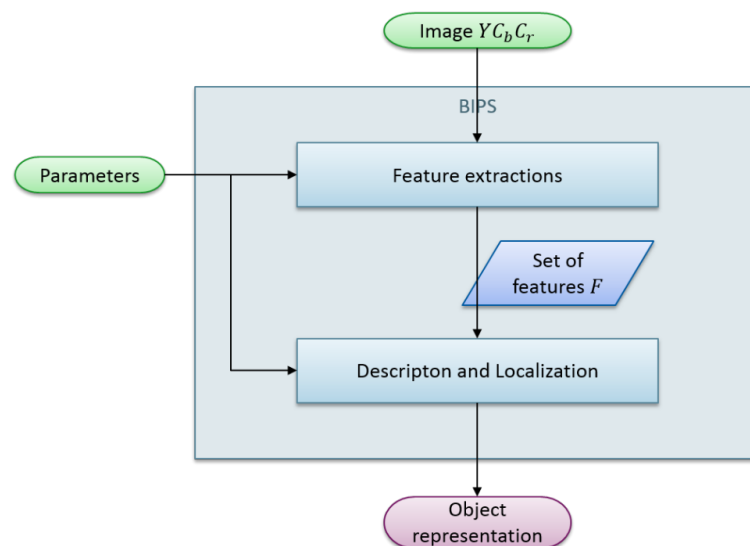 Image YC_bC_r
BIPS
Parameters
Feature extractions
Set of
features F
Descripton and Localization
Object
representation